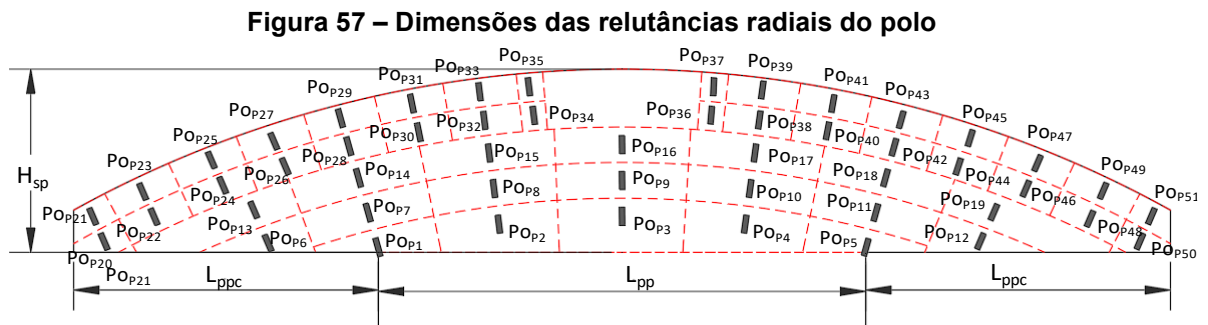 Figura 57 – Dimensões das relutâncias radiais do polo
PO_P35
PO_P37
PO_P33
PO_P39
PO_P31
PO_P41
PO_P29
PO_P43
PO_P27
PO_P34
PO_P36
PO_P45
PO_P25
PO_P30
PO_P32
PO_P38
PO_P40
PO_P47
PO_P23
PO_P28
PO_P15
PO_P16
PO_P17
PO_P42
PO_P49
H_sp
PO_P26
PO_P14
PO_P18
PO_P44
PO_P24
PO_P8
PO_P9
PO_P10
PO_P46
PO_P51
PO_P21
PO_P13
PO_P7
PO_P11
PO_P19
PO_P22
PO_P2
PO_P3
PO_P4
PO_P48
PO_P6
PO_P1
PO_P5
PO_P12
PO_P20
PO_P50
PO_P21
L_ppc
L_pp
L_ppc